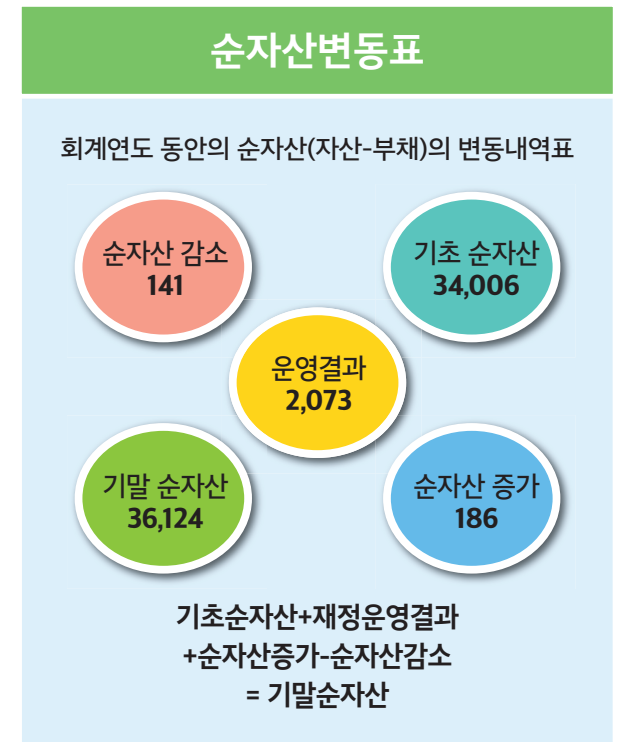 순자산변동표
회계연도 동안의 순자산(자산-부채)의 변동내역표
순자산 감소
141
기초 순자산
34,006
운영결과
2,073
기말 순자산
36,124
순자산 증가
186
기초순자산+재정운영결과
+순자산증가-순자산감소
= 기말순자산